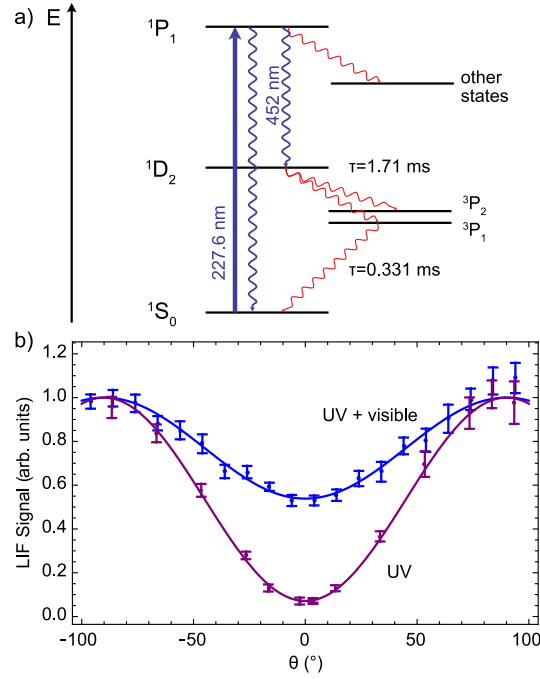 a)
E
¹P₁
other
states
452 nm
227.6 nm
¹D₂
τ=1.71 ms
³P₂
³P₁
τ=0.331 ms
¹S₀
b)
1.2
1.0
0.8
0.6
0.4
0.2
0.0
LIF Signal (arb. units)
UV + visible
UV
-100 -50 0 50 100
θ (°)